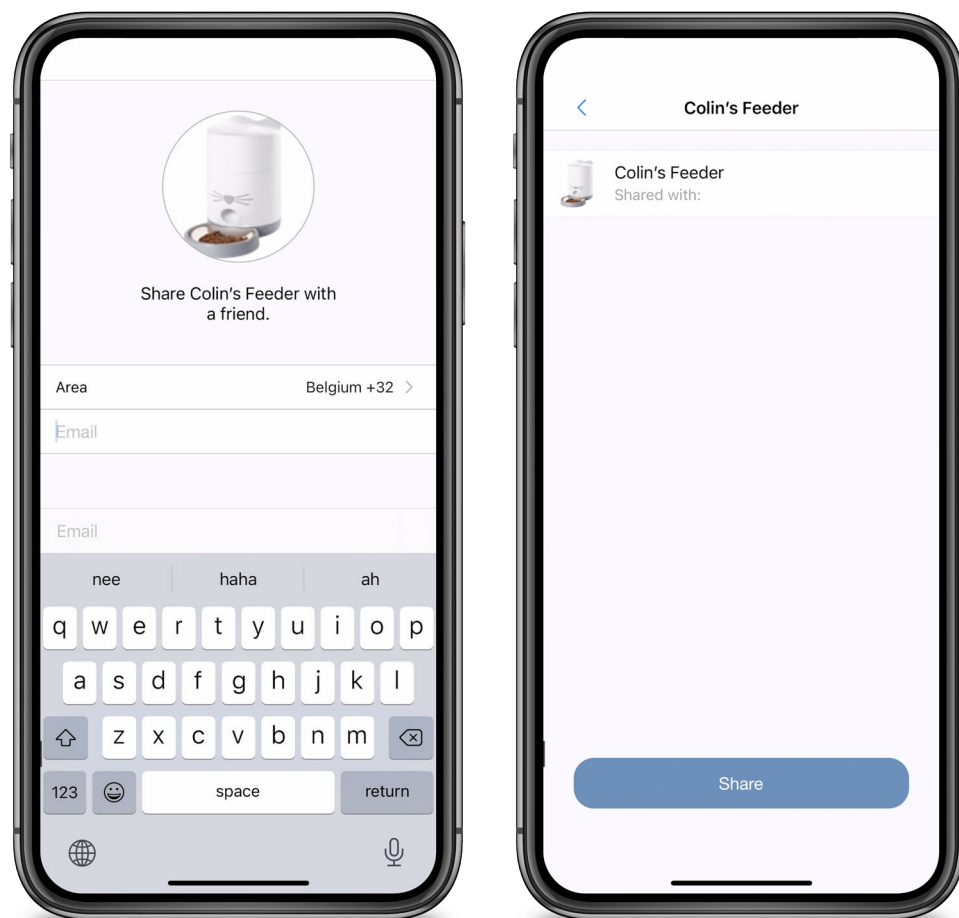 Share Colin's Feeder with
a friend.
Area Belgium +32
Email
Email
nee haha ah
q w e r t y u i o p
a s d f g h j k l
z x c v b n m
123 space return
Colin's Feeder
Colin's Feeder
Shared with:
Share